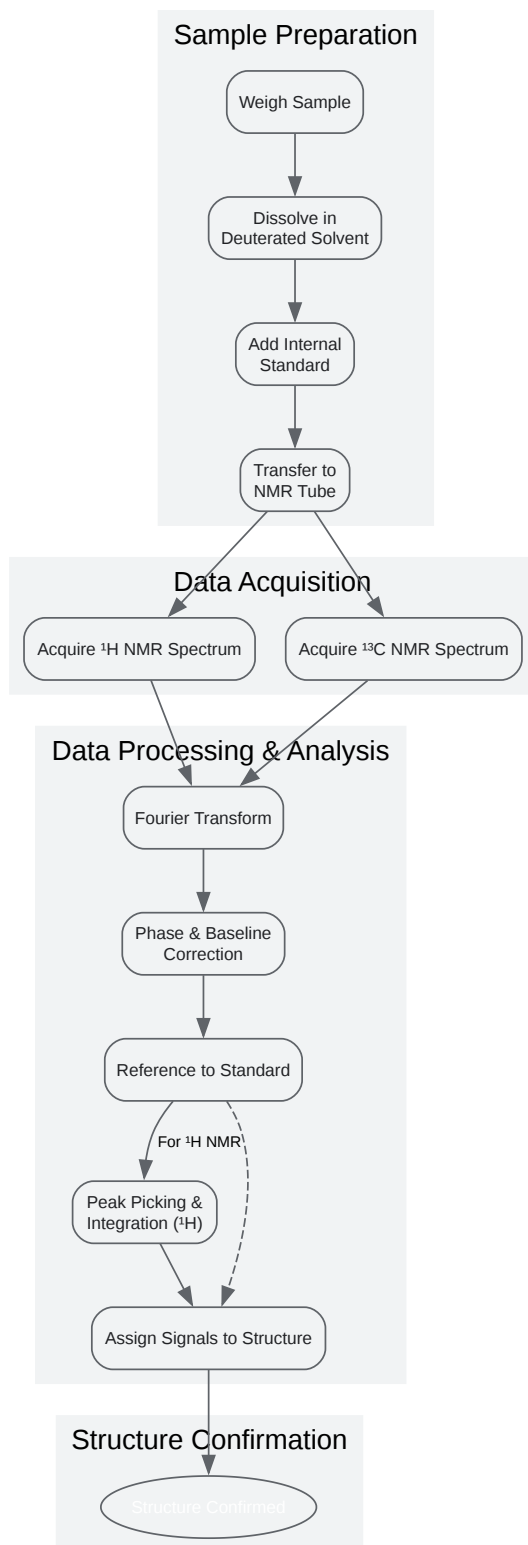 Sample Preparation
Weigh Sample
Dissolve in
Deuterated Solvent
Add Internal
Standard
Transfer to
NMR Tube
Data Acquisition
Acquire ¹H NMR Spectrum
Acquire ¹³C NMR Spectrum
Data Processing & Analysis
Fourier Transform
Phase & Baseline
Correction
Reference to Standard
For ¹H NMR
Peak Picking &
Integration (¹H)
Assign Signals to Structure
Structure Confirmation
Structure Confirmed